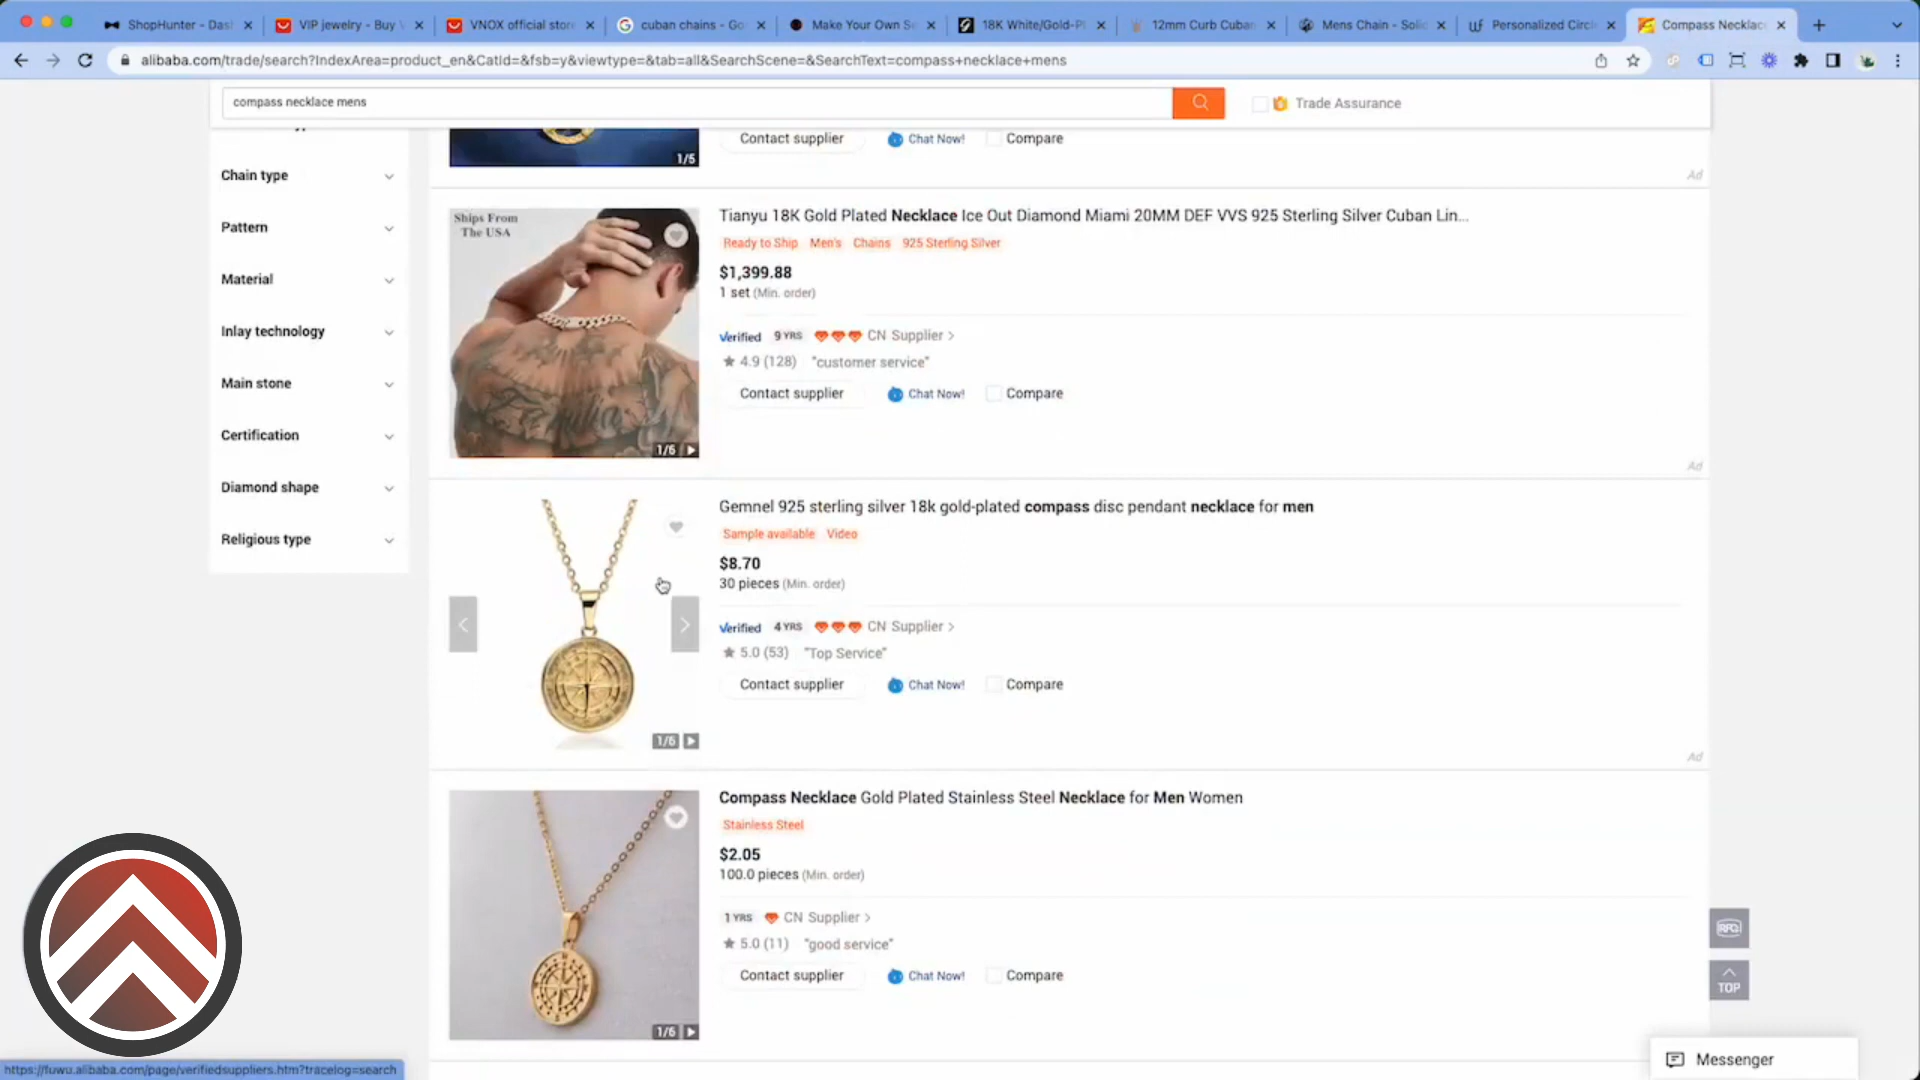 ShopHunter - Das
VIP jewelry - Buy
VNOX official stor
cuban chains - Go
Make Your Own Se
18K White/Gold-Pl
12mm Curb Cuban
Mens Chain - Solid
Personalized Circl
Compass Necklac
alibaba.com/trade/search?IndexArea=product_en&CatId=&fsb=y&viewtype=&tab=all&SearchScene=&SearchText=compass+necklace+mens
compass necklace mens
Trade Assurance
Chain type
Pattern
Material
Inlay technology
Main stone
Certification
Diamond shape
Religious type
1/5
Contact supplier Chat Now! Compare
Ad
Ships From
The USA
1/6
Tianyu 18K Gold Plated Necklace Ice Out Diamond Miami 20MM DEF VVS 925 Sterling Silver Cuban Lin...
Ready to Ship Men's Chains 925 Sterling Silver
$1,399.88
1 set (Min. order)
Verified 9 YRS CN Supplier >
4.9 (128) "customer service"
Contact supplier Chat Now! Compare
Ad
1/6
Gemnel 925 sterling silver 18k gold-plated compass disc pendant necklace for men
Sample available Video
$8.70
30 pieces (Min. order)
Verified 4 YRS CN Supplier >
5.0 (53) "Top Service"
Contact supplier Chat Now! Compare
Ad
1/6
Compass Necklace Gold Plated Stainless Steel Necklace for Men Women
Stainless Steel
$2.05
100.0 pieces (Min. order)
1 YRS CN Supplier >
5.0 (11) "good service"
Contact supplier Chat Now! Compare
RFQ
TOP
Messenger
https://fuwu.alibaba.com/page/verifiedsuppliers.htm?tracelog=search